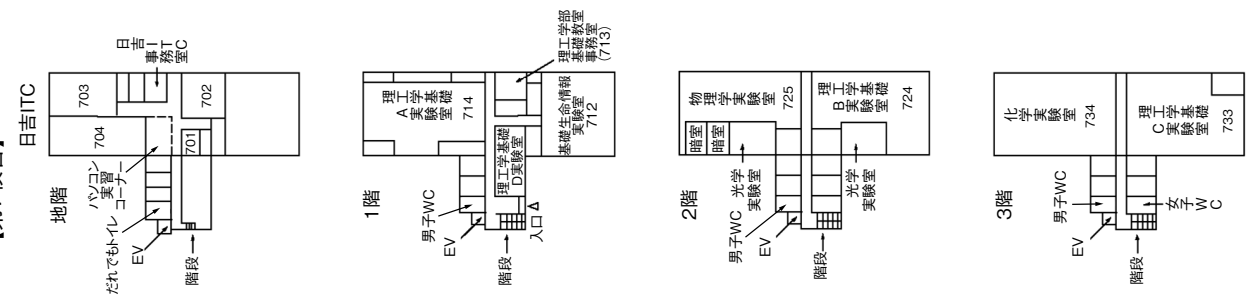 日吉ITC
地階
703
704
702
701
日吉ITC
事務室
パソコン
実習
コーナー
だれでもトイレ
EV
階段
1階
理工学基礎
A実験室
714
理工学部
基礎教室
事務室
(713)
基礎生命情報
実験室
712
理工学基礎
D実験室
男子WC
EV
階段
入口
2階
物理学実験室
725
理工学基礎
B実験室
724
暗室
暗室
光学
実験室
光学
実験室
男子WC
EV
階段
3階
化学実験室
734
理工学基礎
C実験室
733
男子WC
女子WC
EV
階段